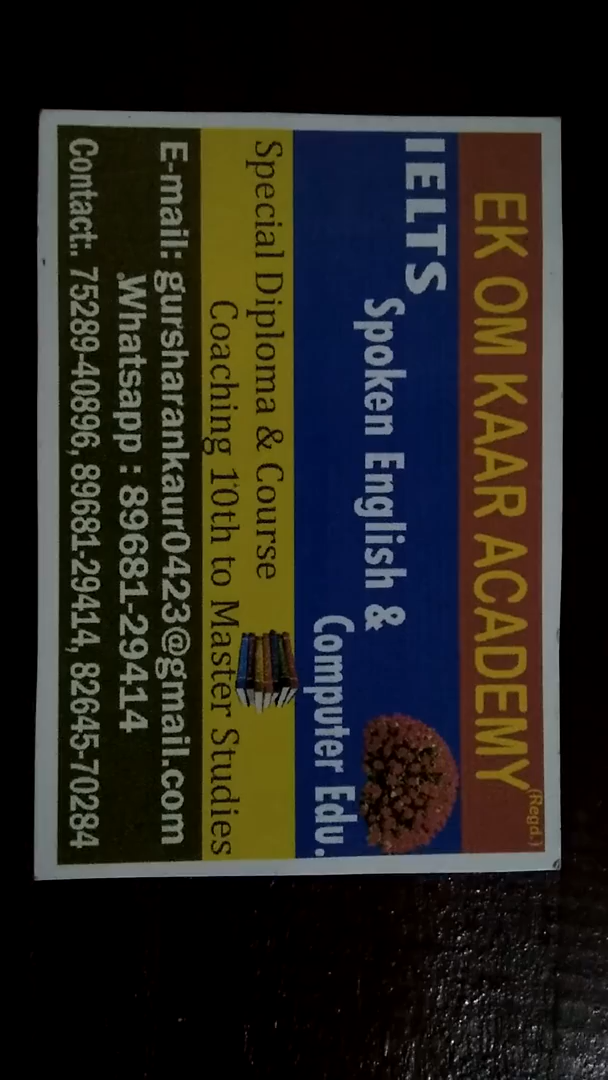 EK OM KAAR ACADEMY (Regd.)
IELTS
Spoken English &
Computer Edu.
Special Diploma & Course
Coaching 10th to Master Studies
E-mail: gursharankaur0423@gmail.com
.Whatsapp : 89681-29414
Contact:. 75289-40896, 89681-29414, 82645-70284